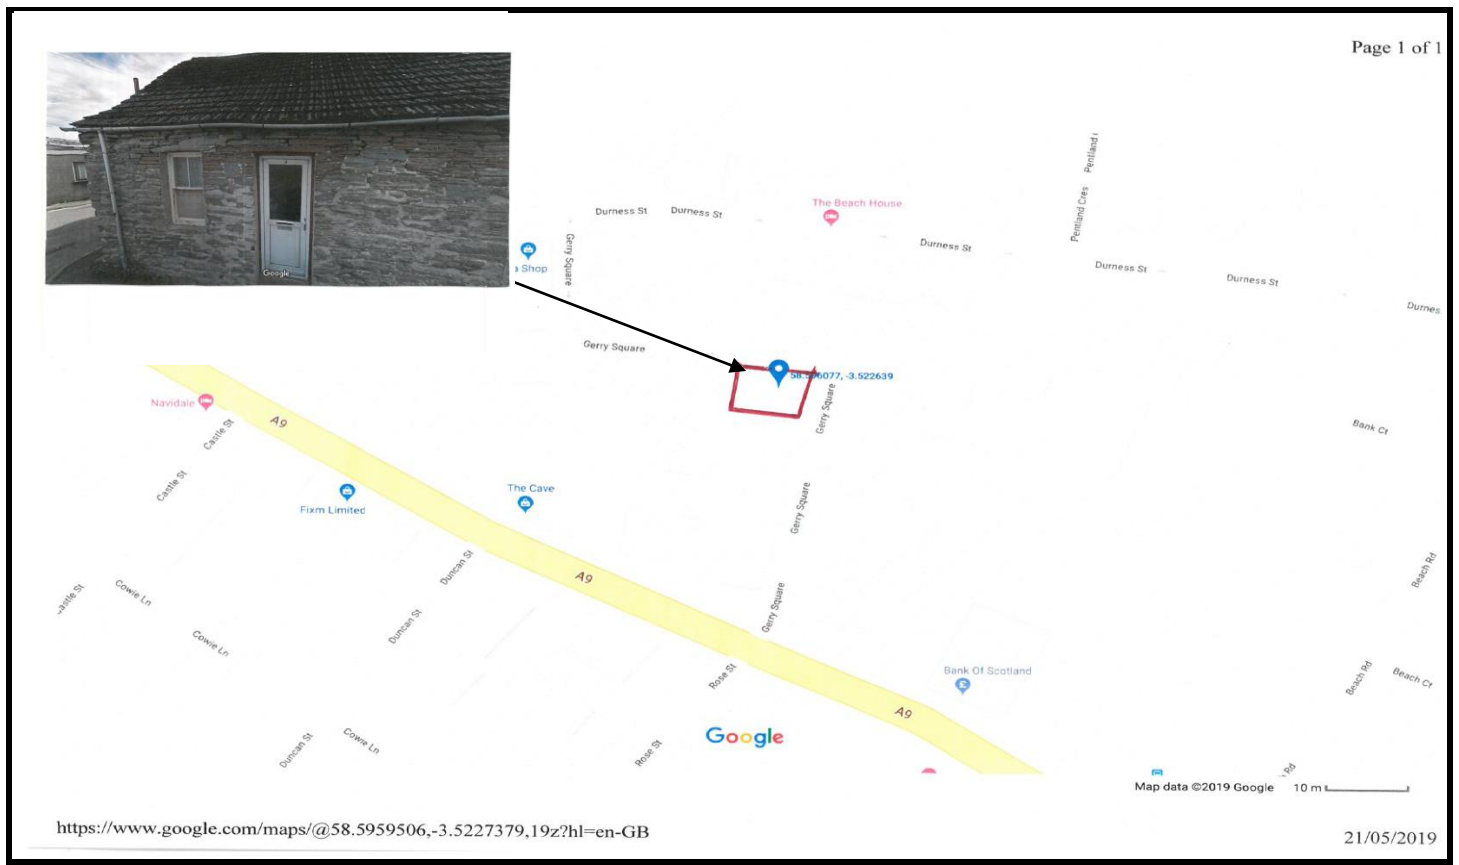 Page 1 of 1
Google
Pentland
Pentland Cres
The Beach House
Durness St
Durness St
Durness St
Durness St
Durness St
Gerry Square
Shop
Gerry Square
58.596077, -3.522639
Gerry Square
Navidale
A9
Castle St
Castle St
Bank Ct
The Cave
Fixm Limited
Gerry Square
Duncan St
A9
Beach Rd
Cowie Ln
Gerry Square
Duncan St
Cowie Ln
Rose St
Bank Of Scotland
Beach Rd
Beach Ct
A9
Google
Duncan St
Cowie Ln
Rose St
Rd
Map data ©2019 Google 10 m
https://www.google.com/maps/@58.5959506,-3.5227379,19z?hl=en-GB
21/05/2019